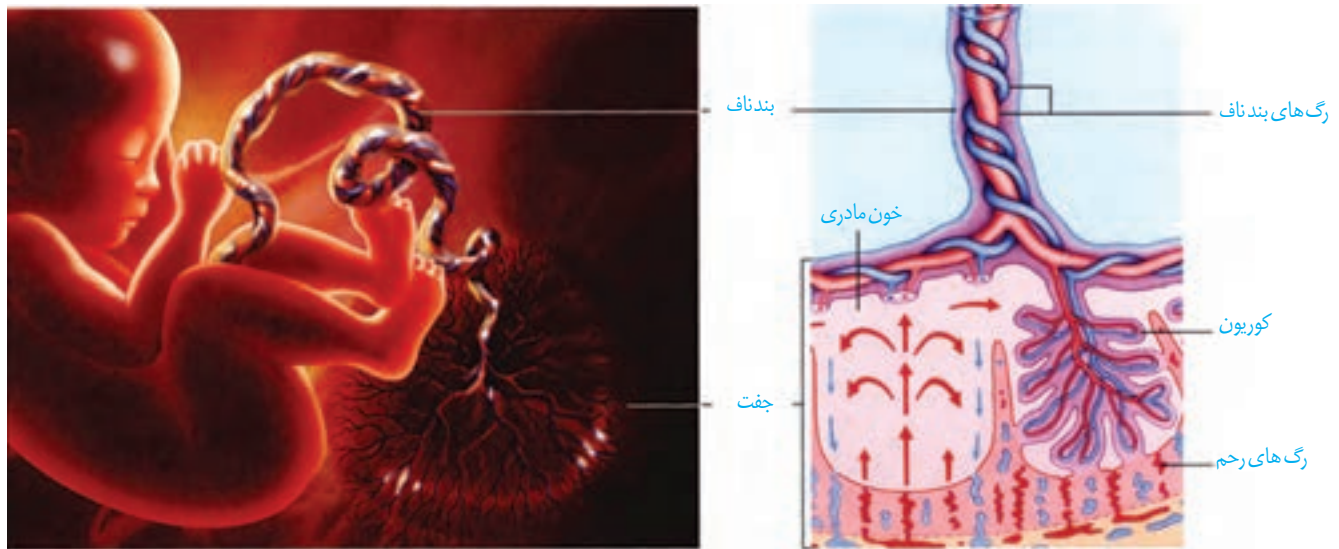 بندناف
رگ‌های بندناف
خون مادری
کوریون
جفت
رگ‌های رحم